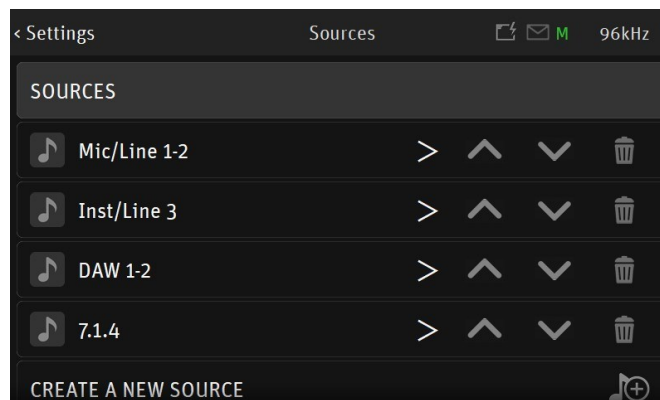 < Settings Sources M 96kHz
SOURCES
Mic/Line 1-2 >
Inst/Line 3 >
DAW 1-2 >
7.1.4 >
CREATE A NEW SOURCE